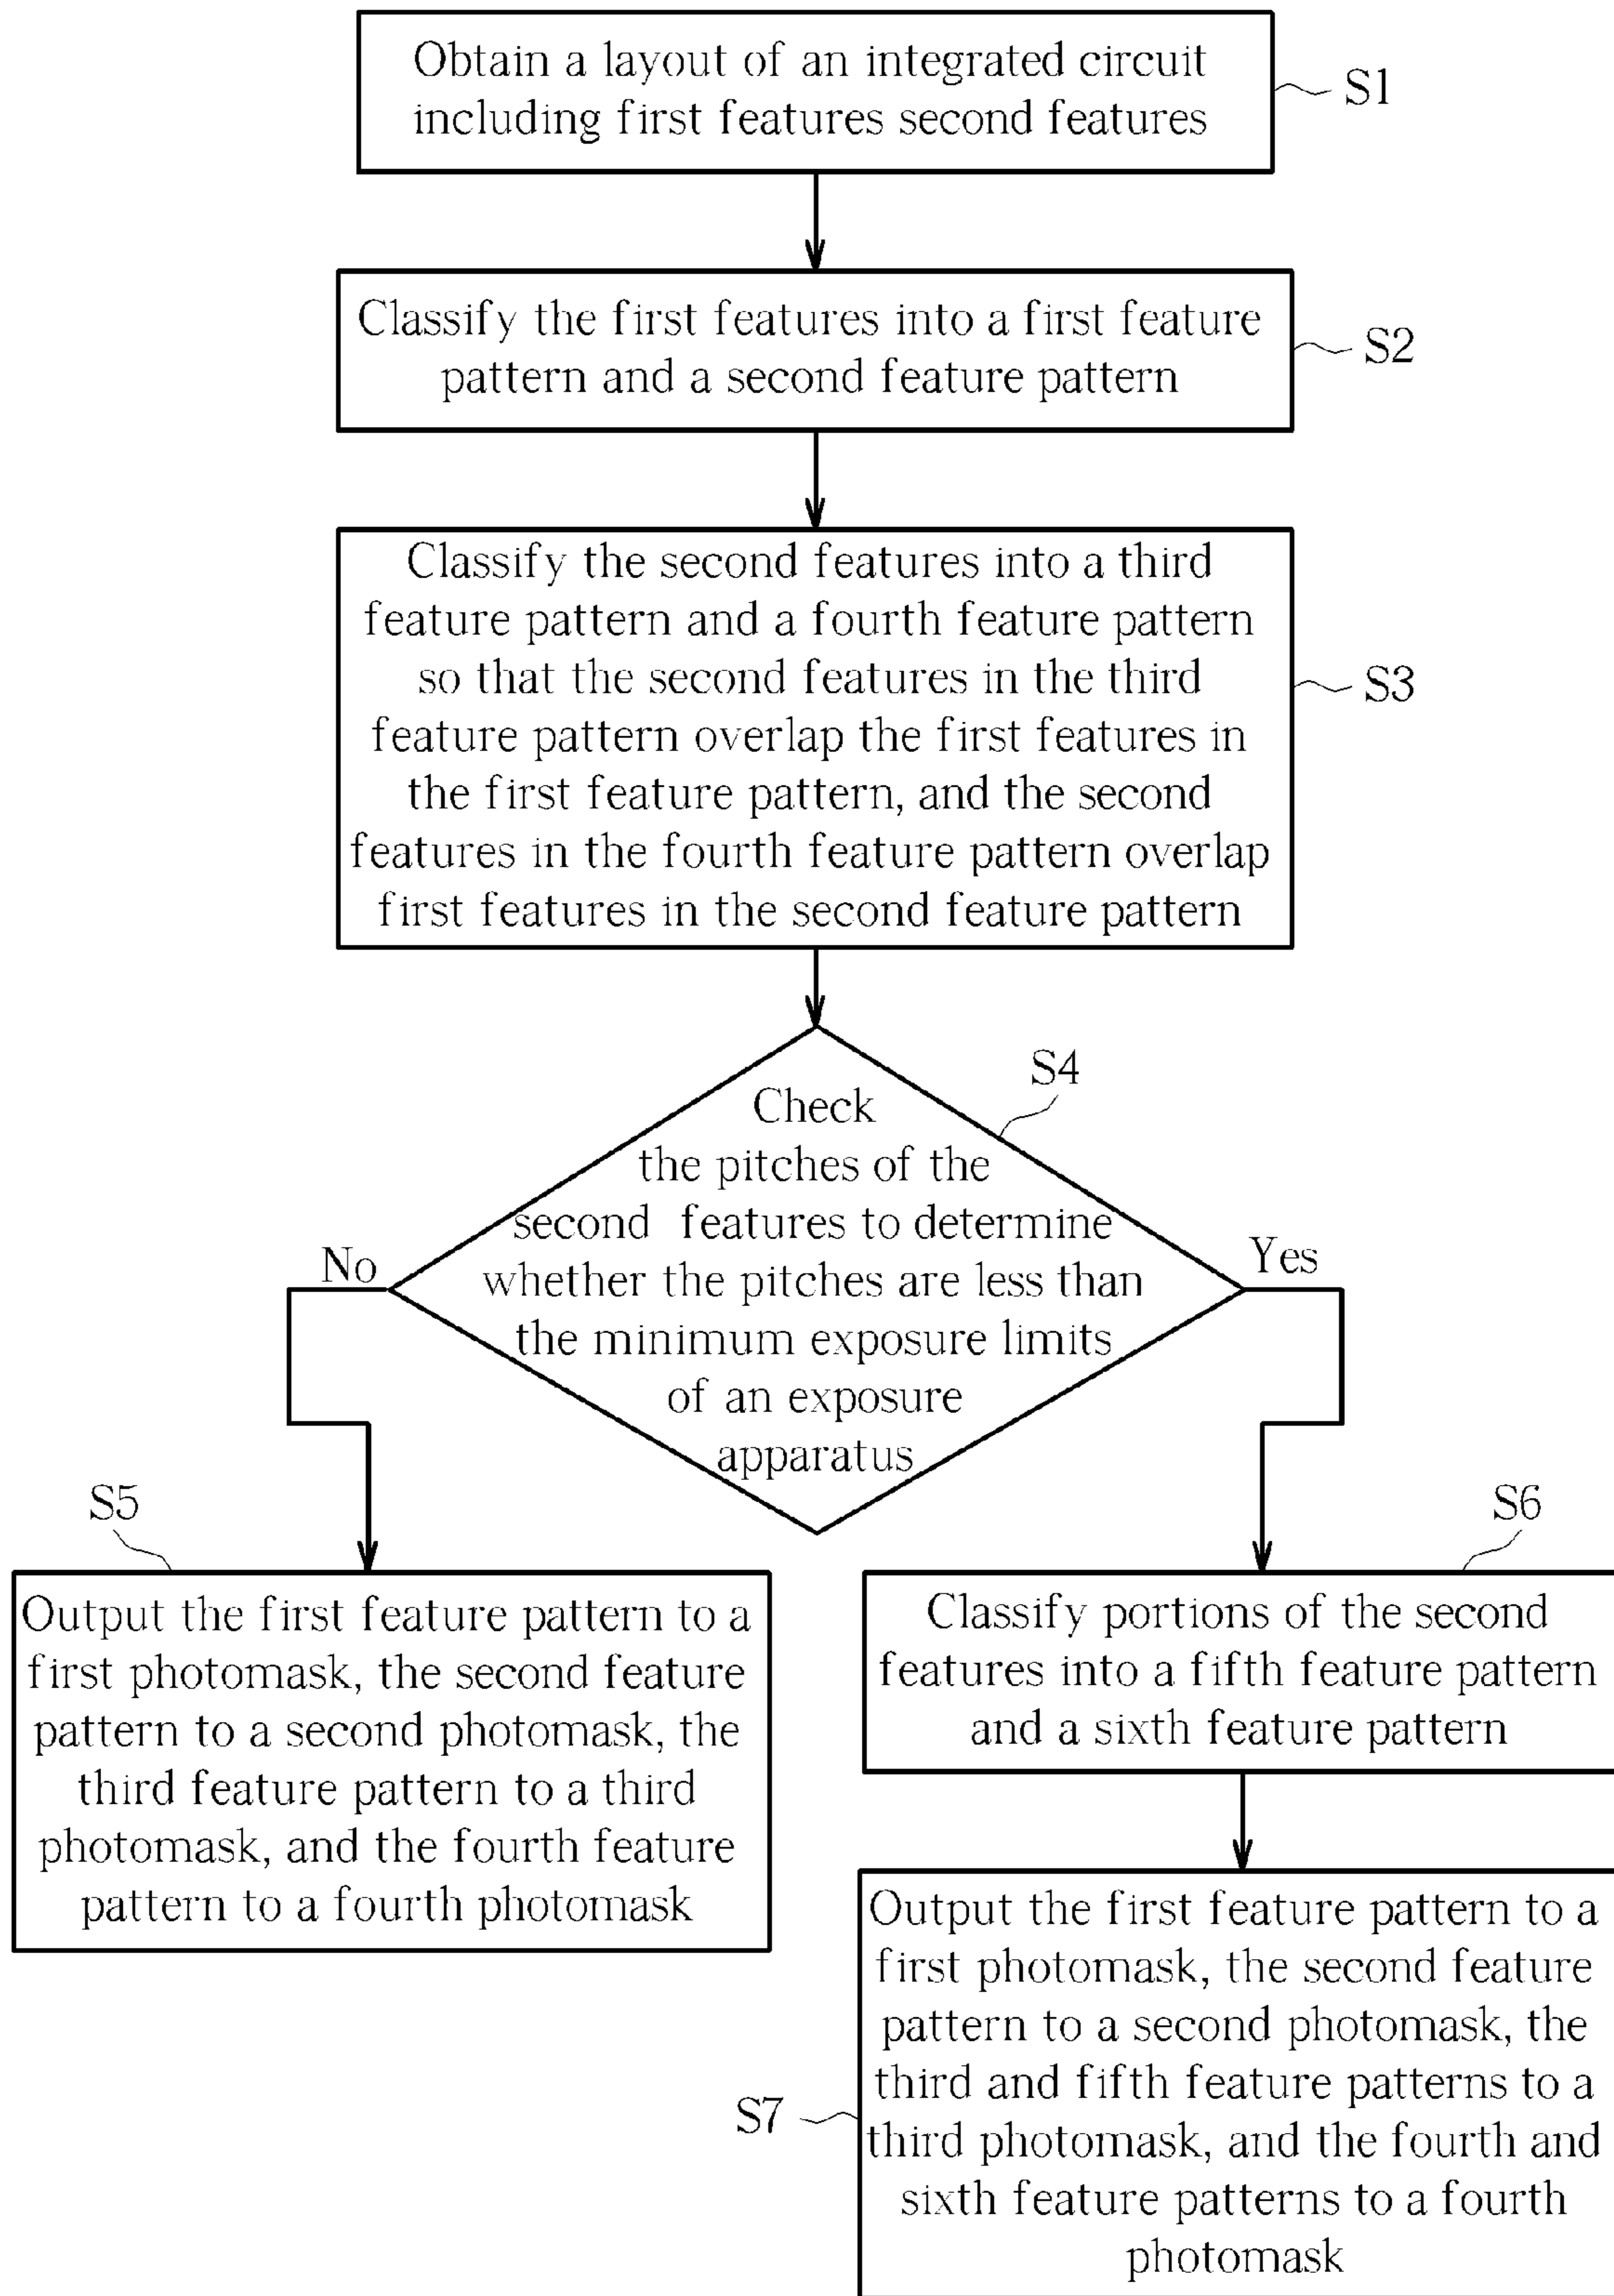 Obtain a layout of an integrated circuit
including first features second features
S1
Classify the first features into a first feature
pattern and a second feature pattern
S2
Classify the second features into a third
feature pattern and a fourth feature pattern
so that the second features in the third
feature pattern overlap the first features in
the first feature pattern, and the second
features in the fourth feature pattern overlap
first features in the second feature pattern
S3
S4
Check
the pitches of the
second features to determine
whether the pitches are less than
the minimum exposure limits
of an exposure
apparatus
No
Yes
S5
Output the first feature pattern to a
first photomask, the second feature
pattern to a second photomask, the
third feature pattern to a third
photomask, and the fourth feature
pattern to a fourth photomask
S6
Classify portions of the second
features into a fifth feature pattern
and a sixth feature pattern
S7
Output the first feature pattern to a
first photomask, the second feature
pattern to a second photomask, the
third and fifth feature patterns to a
third photomask, and the fourth and
sixth feature patterns to a fourth
photomask